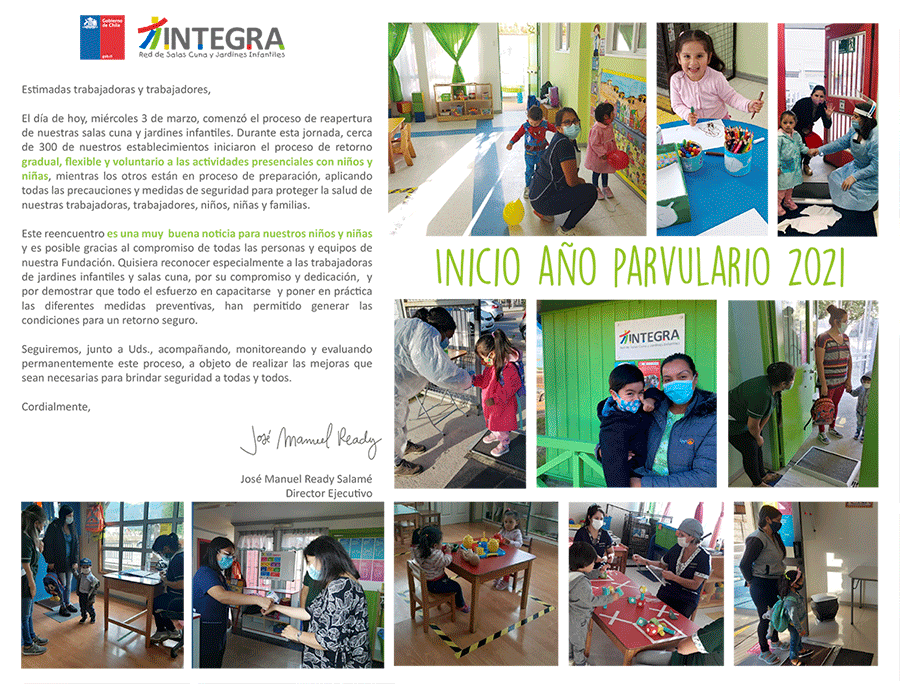 Gobierno
de Chile
gob.cl
INTEGRA
Red de Salas Cuna y Jardines Infantiles
Estimadas trabajadoras y trabajadores,
El día de hoy, miércoles 3 de marzo, comenzó el proceso de reapertura
de nuestras salas cuna y jardines infantiles. Durante esta jornada, cerca
de 300 de nuestros establecimientos iniciaron el proceso de retorno
gradual, flexible y voluntario a las actividades presenciales con niños y
niñas, mientras los otros están en proceso de preparación, aplicando
todas las precauciones y medidas de seguridad para proteger la salud de
nuestras trabajadoras, trabajadores, niños, niñas y familias.
Este reencuentro es una muy buena noticia para nuestros niños y niñas
y es posible gracias al compromiso de todas las personas y equipos de
nuestra Fundación. Quisiera reconocer especialmente a las trabajadoras
de jardines infantiles y salas cuna, por su compromiso y dedicación, y
por demostrar que todo el esfuerzo en capacitarse y poner en práctica
las diferentes medidas preventivas, han permitido generar las
condiciones para un retorno seguro.
Seguiremos, junto a Uds., acompañando, monitoreando y evaluando
permanentemente este proceso, a objeto de realizar las mejoras que
sean necesarias para brindar seguridad a todas y todos.
Cordialmente,
José Manuel Ready
José Manuel Ready Salamé
Director Ejecutivo
INICIO AÑO PARVULARIO 2021
INTEGRA
Red de Salas Cuna y Jardines Infantiles